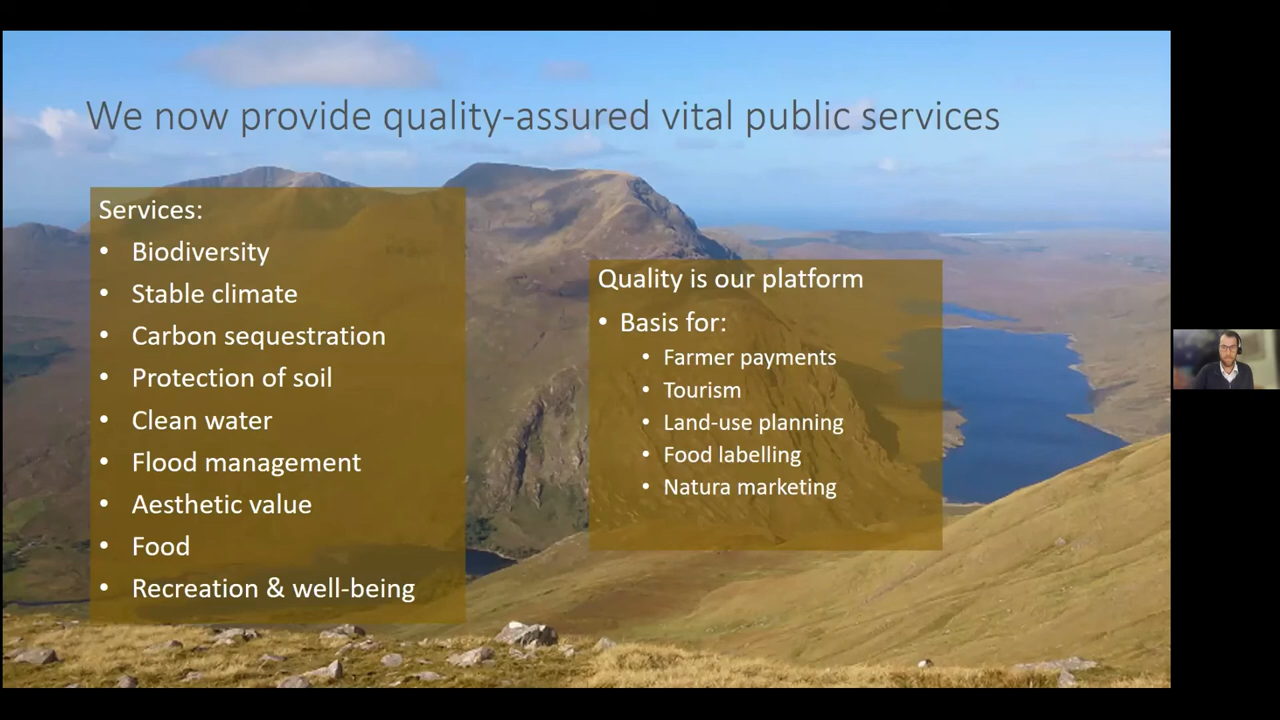 We now provide quality-assured vital public services
Services:
• Biodiversity
• Stable climate
• Carbon sequestration
• Protection of soil
• Clean water
• Flood management
• Aesthetic value
• Food
• Recreation & well-being
Quality is our platform
• Basis for:
• Farmer payments
• Tourism
• Land-use planning
• Food labelling
• Natura marketing